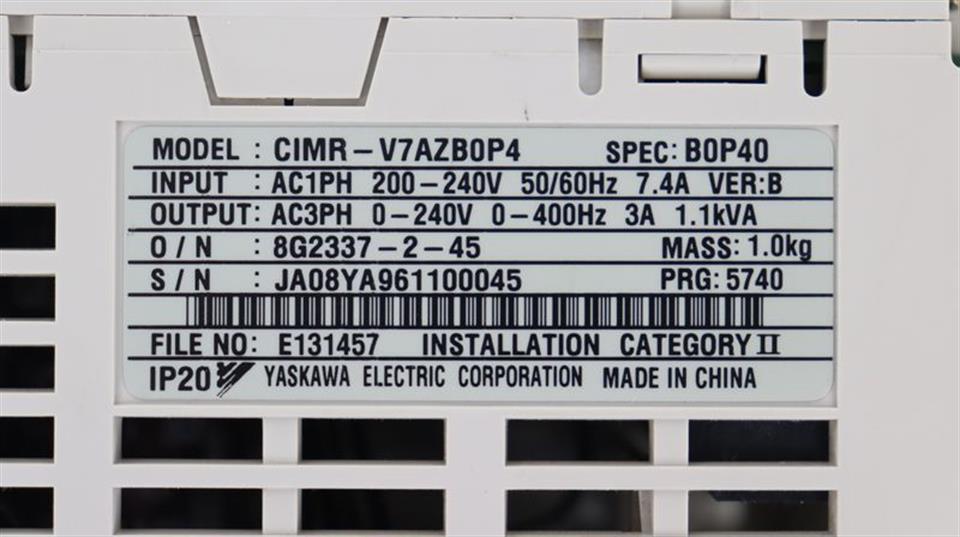 MODEL : CIMR-V7AZB0P4 SPEC: B0P40
INPUT : AC1PH 200-240V 50/60Hz 7.4A VER:B
OUTPUT: AC3PH 0-240V 0-400Hz 3A 1.1kVA
O / N : 8G2337-2-45 MASS: 1.0kg
S / N : JA08YA961100045 PRG: 5740
FILE NO: E131457 INSTALLATION CATEGORY II
IP20 YASKAWA ELECTRIC CORPORATION MADE IN CHINA